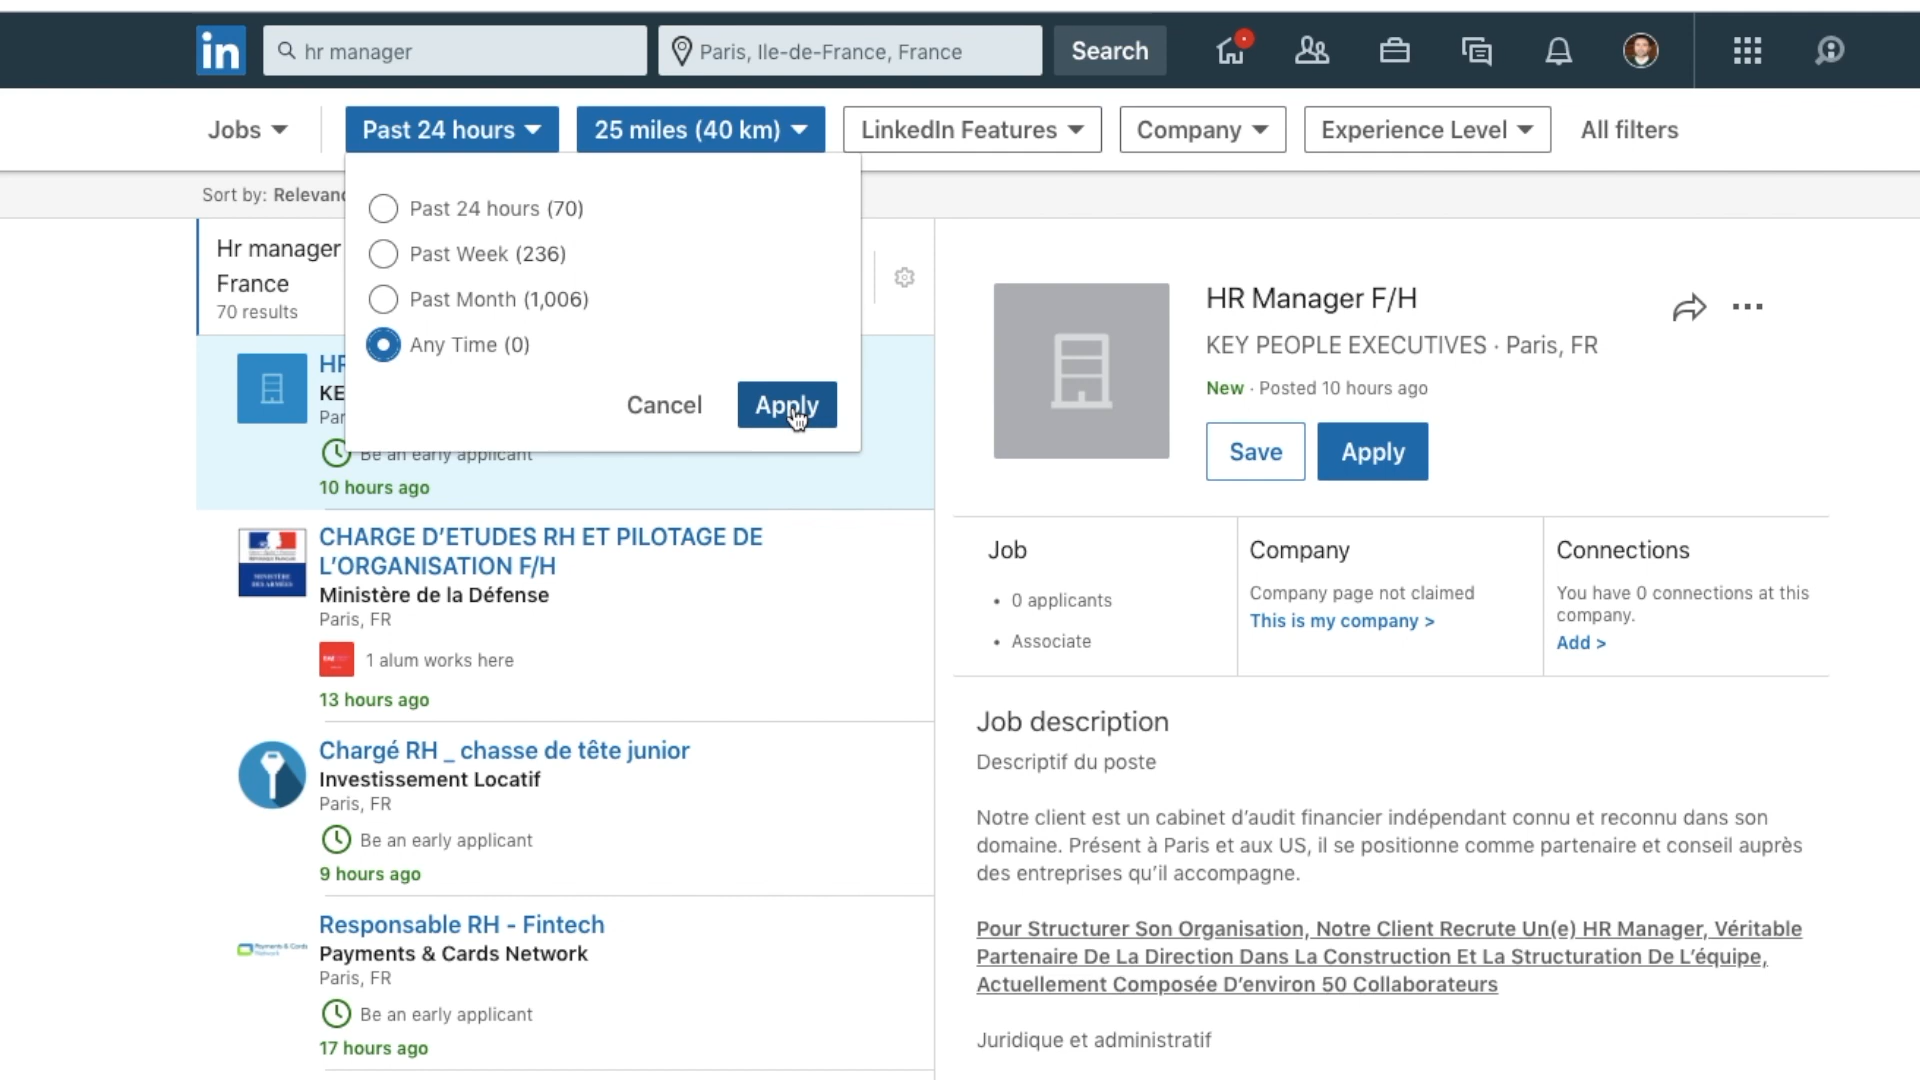 in
hr manager
Paris, Ile-de-France, France
Search
Jobs
Past 24 hours
25 miles (40 km)
LinkedIn Features
Company
Experience Level
All filters
Sort by: Relevanc
Past 24 hours (70)
Past Week (236)
Past Month (1,006)
Any Time (0)
Cancel
Apply
Hr manager
France
70 results
HR
KE
Par
Be an early applicant
10 hours ago
CHARGE D'ETUDES RH ET PILOTAGE DE
L'ORGANISATION F/H
Ministère de la Défense
Paris, FR
1 alum works here
13 hours ago
Chargé RH _ chasse de tête junior
Investissement Locatif
Paris, FR
Be an early applicant
9 hours ago
Payments & Cards
Network
Responsable RH - Fintech
Payments & Cards Network
Paris, FR
Be an early applicant
17 hours ago
HR Manager F/H
KEY PEOPLE EXECUTIVES · Paris, FR
New · Posted 10 hours ago
Save
Apply
Job
• 0 applicants
• Associate
Company
Company page not claimed
This is my company >
Connections
You have 0 connections at this
company.
Add >
Job description
Descriptif du poste
Notre client est un cabinet d'audit financier indépendant connu et reconnu dans son
domaine. Présent à Paris et aux US, il se positionne comme partenaire et conseil auprès
des entreprises qu'il accompagne.
Pour Structurer Son Organisation, Notre Client Recrute Un(e) HR Manager, Véritable
Partenaire De La Direction Dans La Construction Et La Structuration De L'équipe,
Actuellement Composée D'environ 50 Collaborateurs
Juridique et administratif